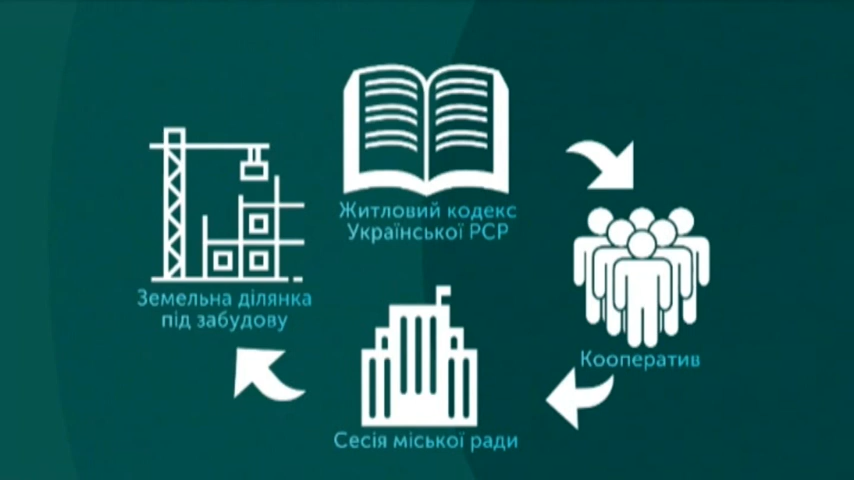 Житловий кодекс
Української РСР
Земельна ділянка
під забудову
Кооператив
Сесія міської ради